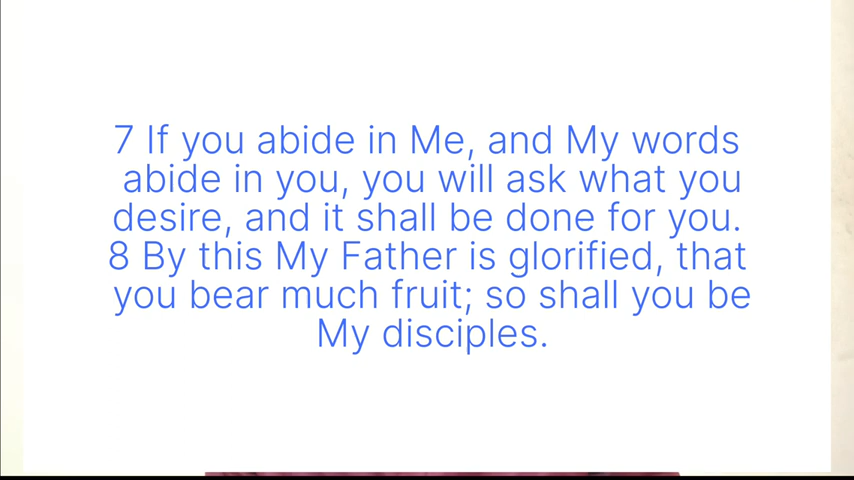 7 If you abide in Me, and My words
abide in you, you will ask what you
desire, and it shall be done for you.
8 By this My Father is glorified, that
you bear much fruit; so shall you be
My disciples.